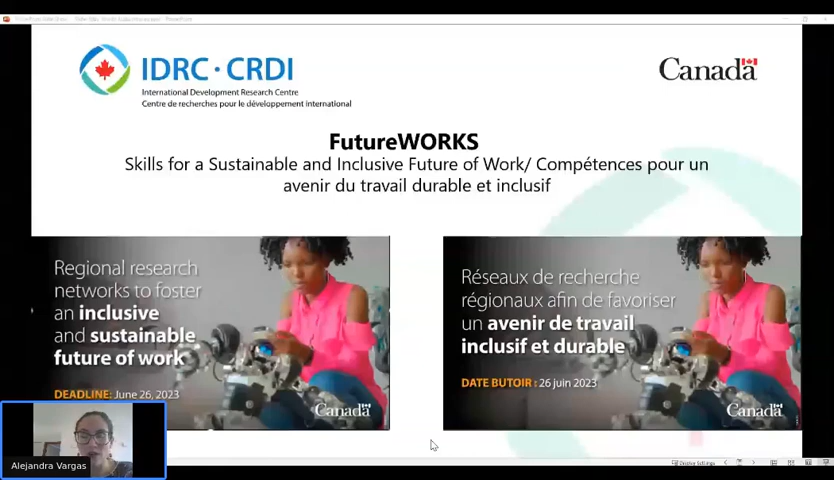 IDRC · CRDI
International Development Research Centre
Centre de recherches pour le développement international
Canada
FutureWORKS
Skills for a Sustainable and Inclusive Future of Work/ Compétences pour un
avenir du travail durable et inclusif
Regional research
networks to foster
an inclusive
and sustainable
future of work
DEADLINE: June 26, 2023
Canada
Réseaux de recherche
régionaux afin de favoriser
un avenir de travail
inclusif et durable
DATE BUTOIR : 26 juin 2023
Canada
Alejandra Vargas
Display Settings